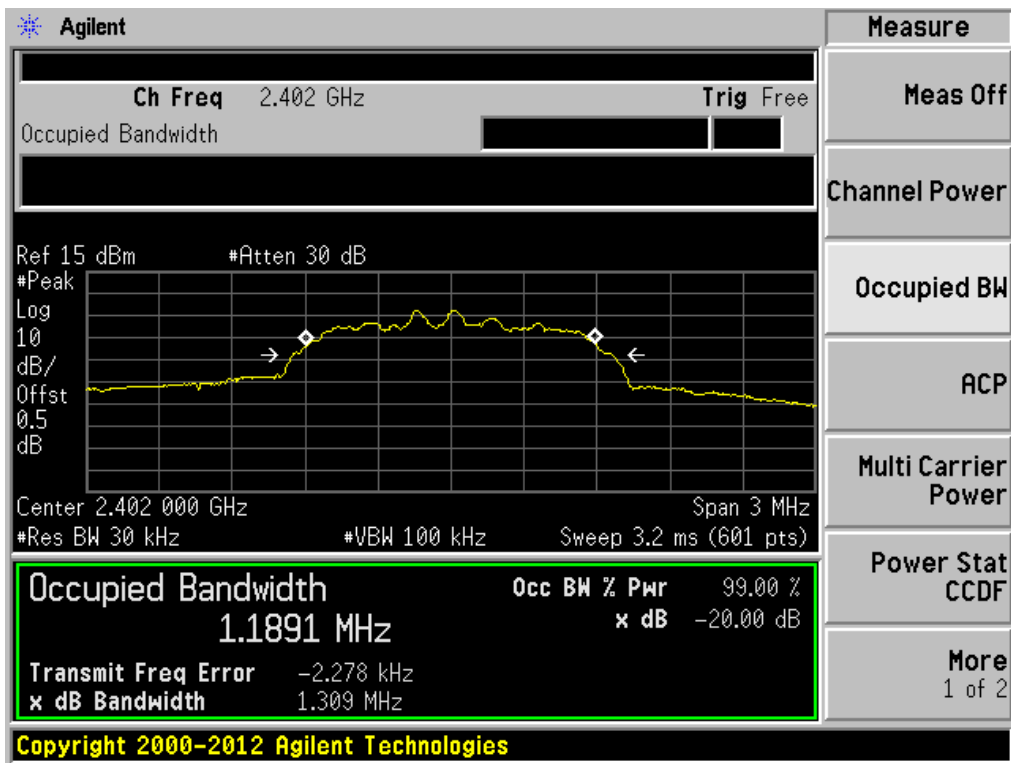 Agilent
Measure
Ch Freq 2.402 GHz Trig Free
Occupied Bandwidth
Meas Off
Channel Power
Occupied BW
ACP
Multi Carrier
Power
Power Stat
CCDF
More
1 of 2
Ref 15 dBm #Atten 30 dB
#Peak
Log
10
dB/
Offst
0.5
dB
Center 2.402 000 GHz Span 3 MHz
#Res BW 30 kHz #VBW 100 kHz Sweep 3.2 ms (601 pts)
Occupied Bandwidth Occ BW % Pwr 99.00 %
1.1891 MHz x dB -20.00 dB
Transmit Freq Error -2.278 kHz
x dB Bandwidth 1.309 MHz
Copyright 2000-2012 Agilent Technologies